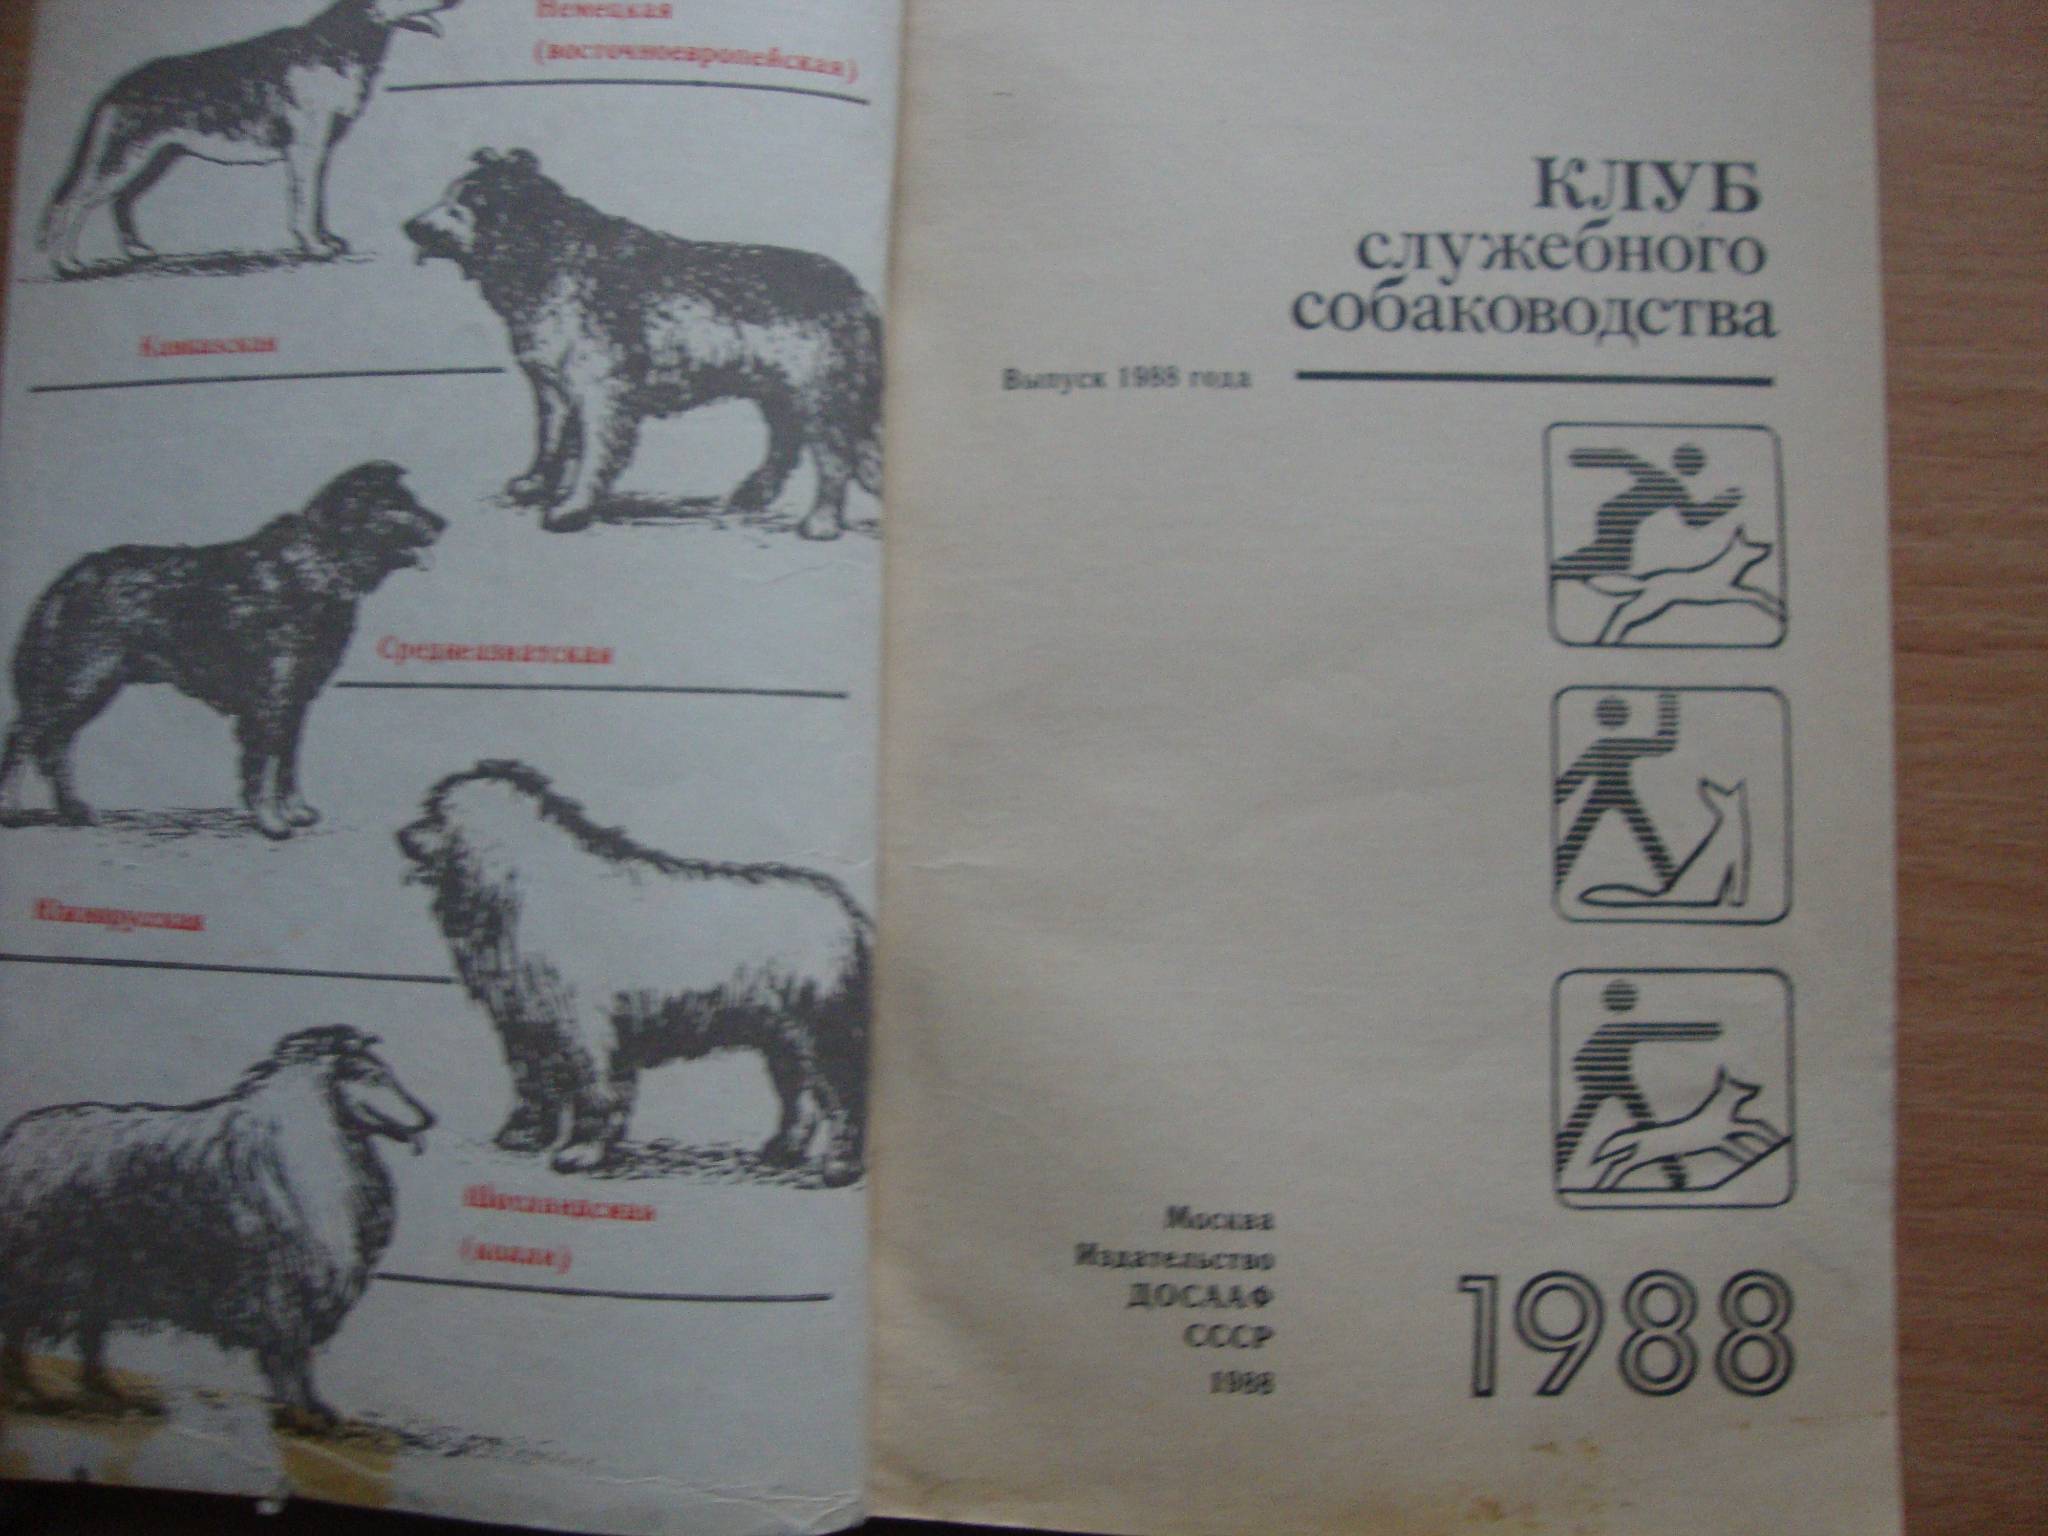 Немецкая
(восточноевропейская)
Кавказская
Среднеазиатская
Южнорусская
Шотландская
(колли)
КЛУБ
служебного
собаководства
Выпуск 1988 года
Москва
Издательство
ДОСААФ
СССР
1988
1988